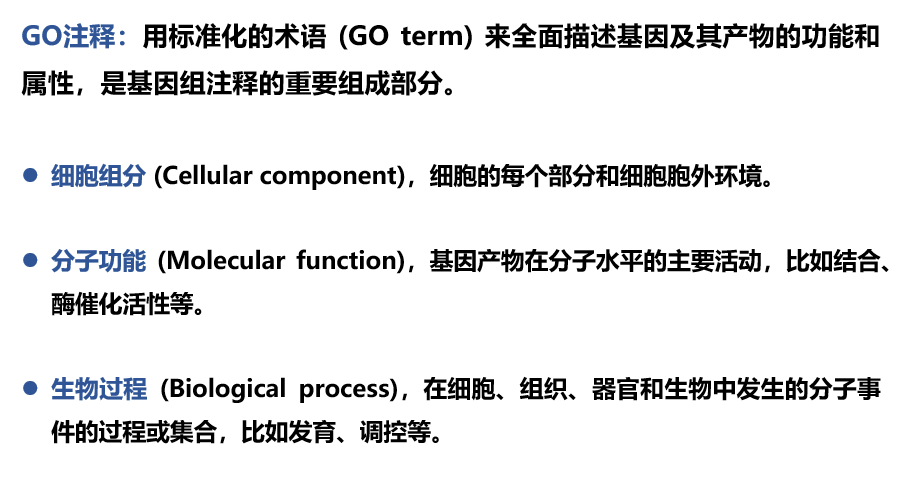 GO注释：用标准化的术语 (GO term) 来全面描述基因及其产物的功能和
属性，是基因组注释的重要组成部分。
● 细胞组分 (Cellular component)，细胞的每个部分和细胞胞外环境。
● 分子功能 (Molecular function)，基因产物在分子水平的主要活动，比如结合、
酶催化活性等。
● 生物过程 (Biological process)，在细胞、组织、器官和生物中发生的分子事
件的过程或集合，比如发育、调控等。